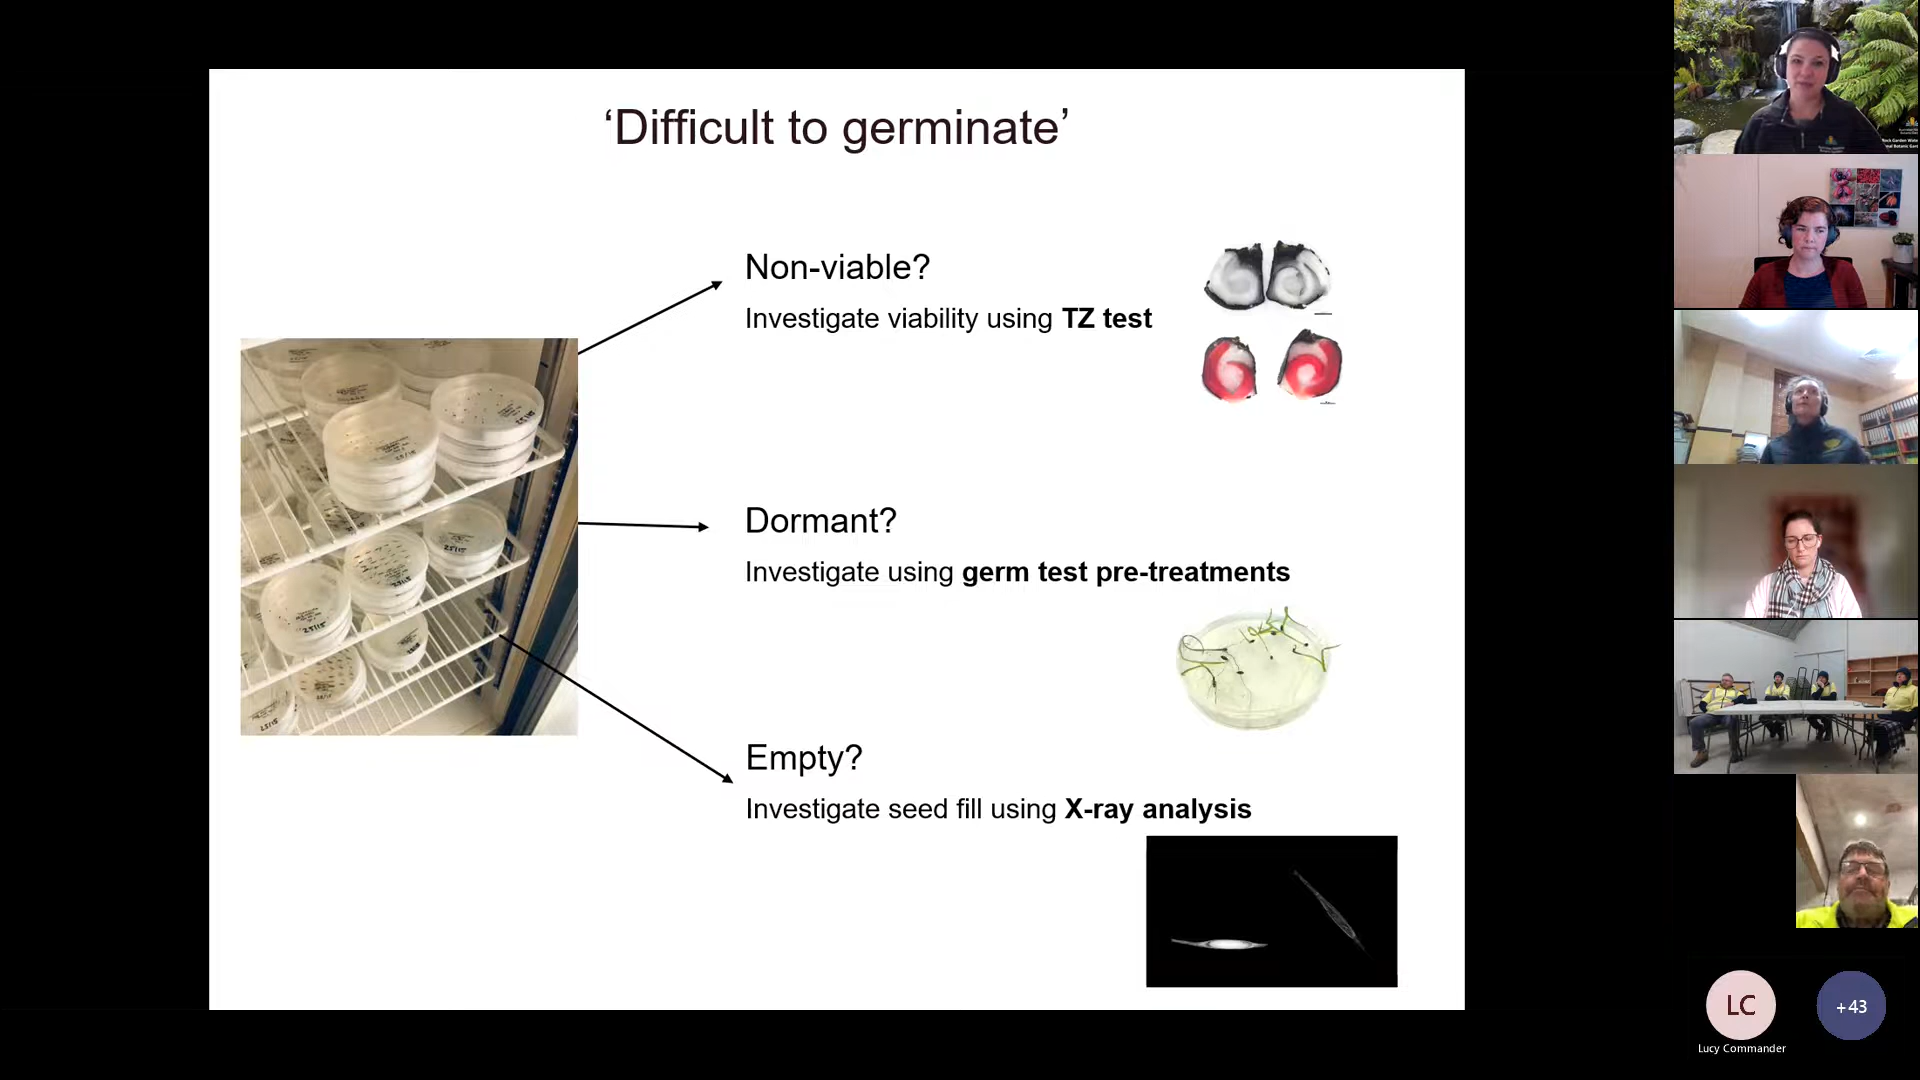 ‘Difficult to germinate’
Non-viable?
Investigate viability using TZ test
Dormant?
Investigate using germ test pre-treatments
Empty?
Investigate seed fill using X-ray analysis
LC
+43
Lucy Commander